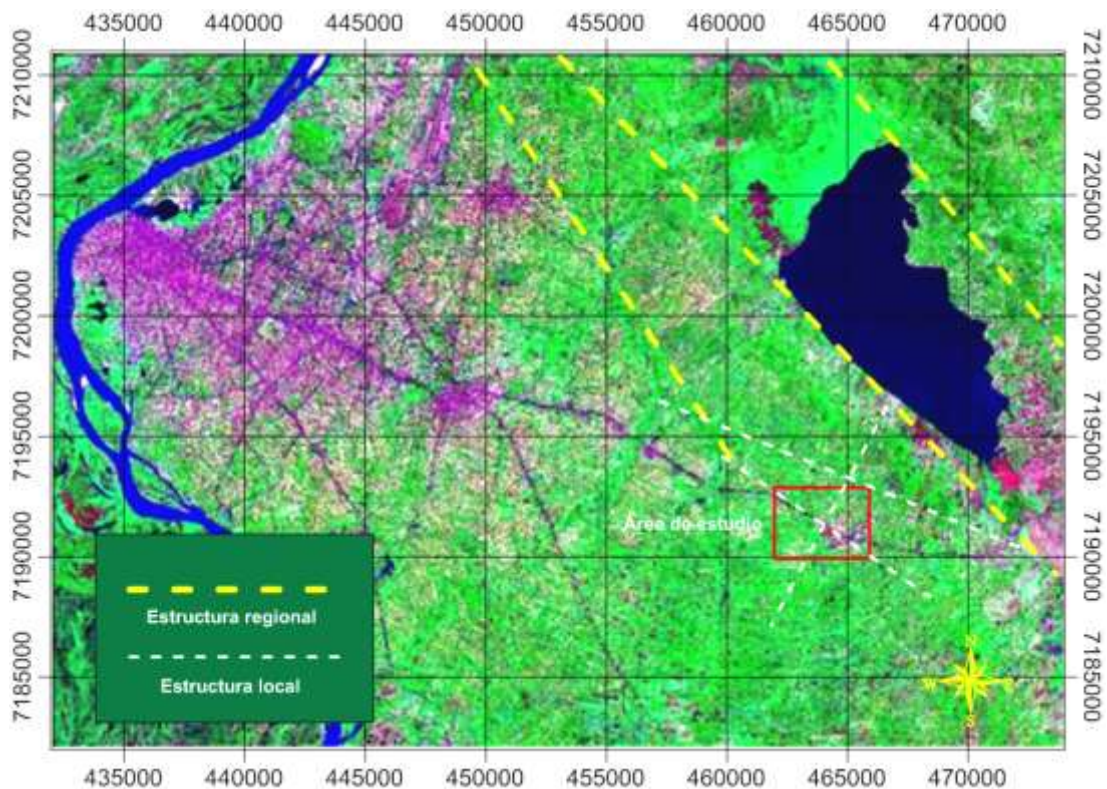 435000 440000 445000 450000 455000 460000 465000 470000
7210000 7210000
7205000 7205000
7200000 7200000
7195000 7195000
Área de estudio
7190000 7190000
Estructura regional
Estructura local
N
W E
S
7185000 7185000
435000 440000 445000 450000 455000 460000 465000 470000